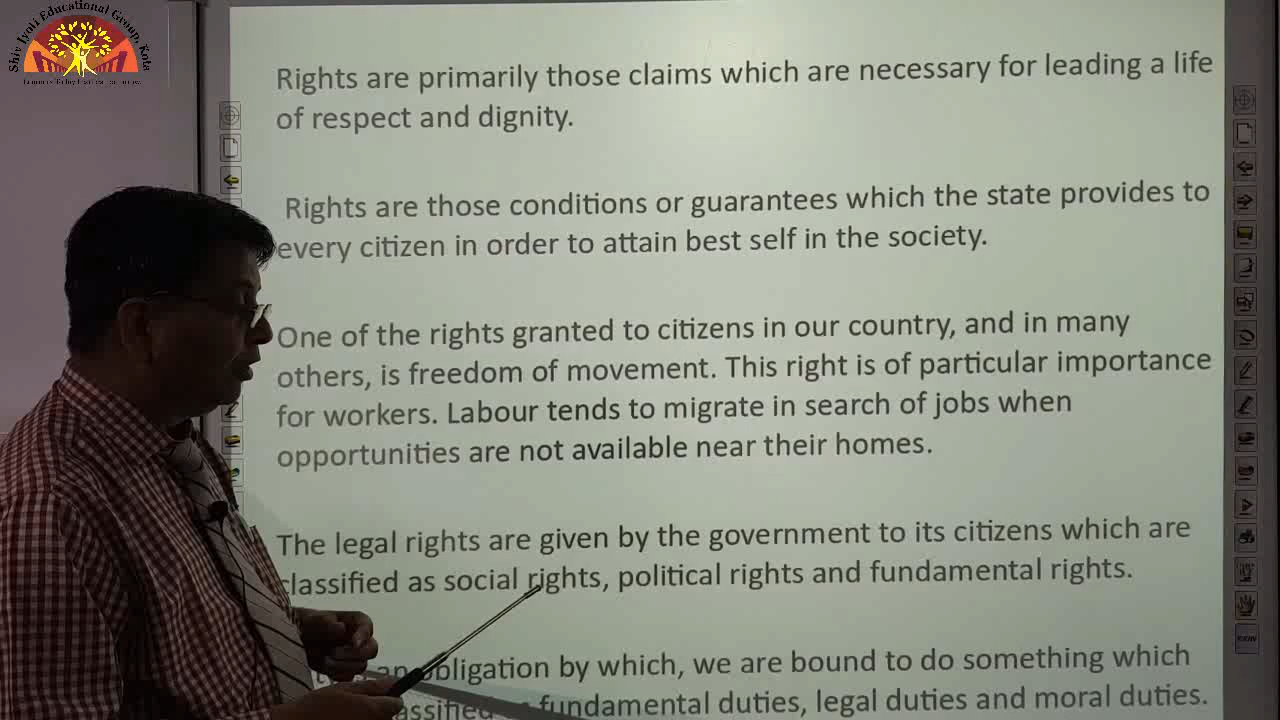 Shiv Jyoti Educational Group, Kota
Rights are primarily those claims which are necessary for leading a life
of respect and dignity.
Rights are those conditions or guarantees which the state provides to
every citizen in order to attain best self in the society.
One of the rights granted to citizens in our country, and in many
others, is freedom of movement. This right is of particular importance
for workers. Labour tends to migrate in search of jobs when
opportunities are not available near their homes.
The legal rights are given by the government to its citizens which are
classified as social rights, political rights and fundamental rights.
an obligation by which, we are bound to do something which
fundamental duties, legal duties and moral duties.